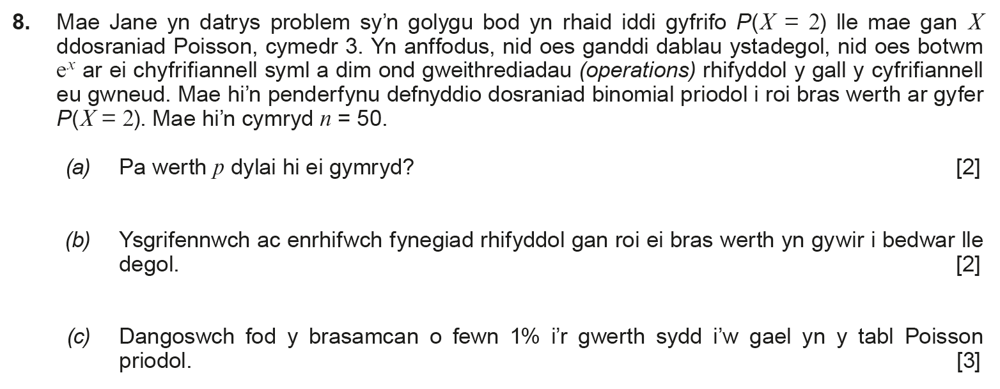 8. Mae Jane yn datrys problem sy'n golygu bod yn rhaid iddi gyfrifo P(X = 2) lle mae gan X
ddosraniad Poisson, cymedr 3. Yn anffodus, nid oes ganddi dablau ystadegol, nid oes botwm
eˣ ar ei chyfrifiannell syml a dim ond gweithrediadau (operations) rhifyddol y gall y cyfrifiannell
eu gwneud. Mae hi'n penderfynu defnyddio dosraniad binomial priodol i roi bras werth ar gyfer
P(X = 2). Mae hi'n cymryd n = 50.
(a) Pa werth p dylai hi ei gymryd? [2]
(b) Ysgrifennwch ac enrhifwch fynegiad rhifyddol gan roi ei bras werth yn gywir i bedwar lle
degol. [2]
(c) Dangoswch fod y brasamcan o fewn 1% i'r gwerth sydd i'w gael yn y tabl Poisson
priodol. [3]